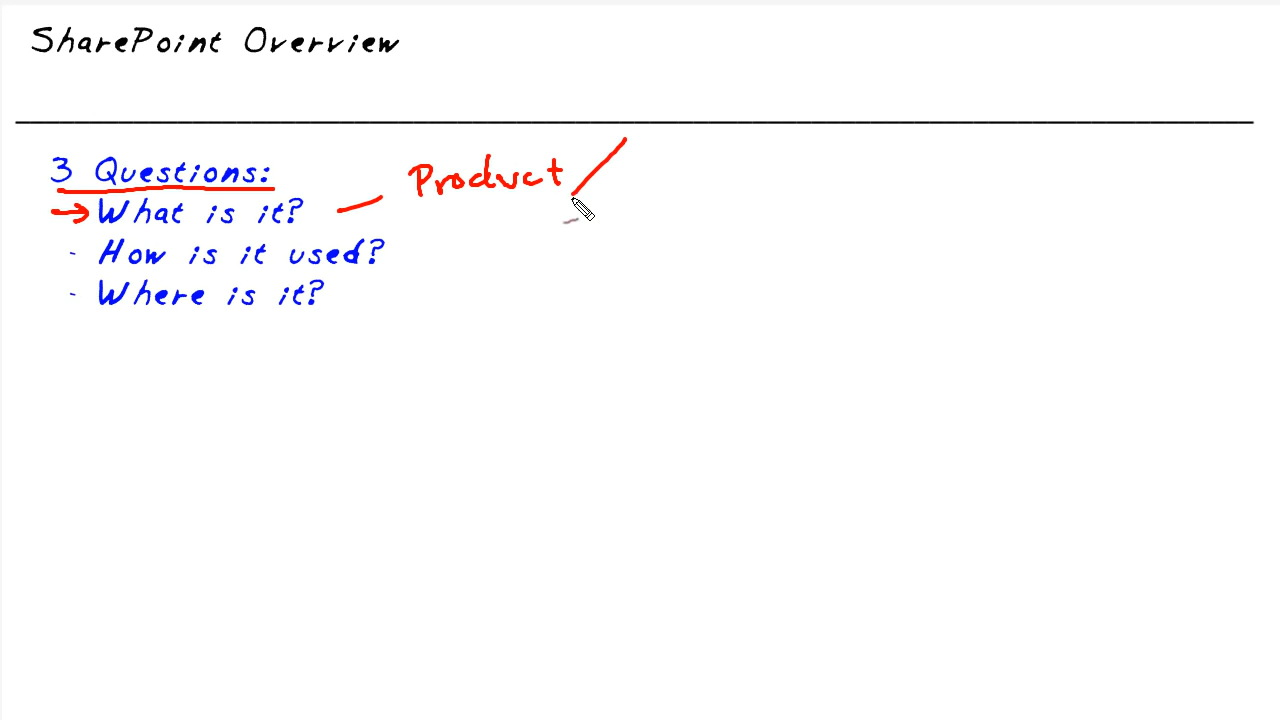 SharePoint Overview
3 Questions:
→ What is it? — Product /
- How is it used?
- Where is it?